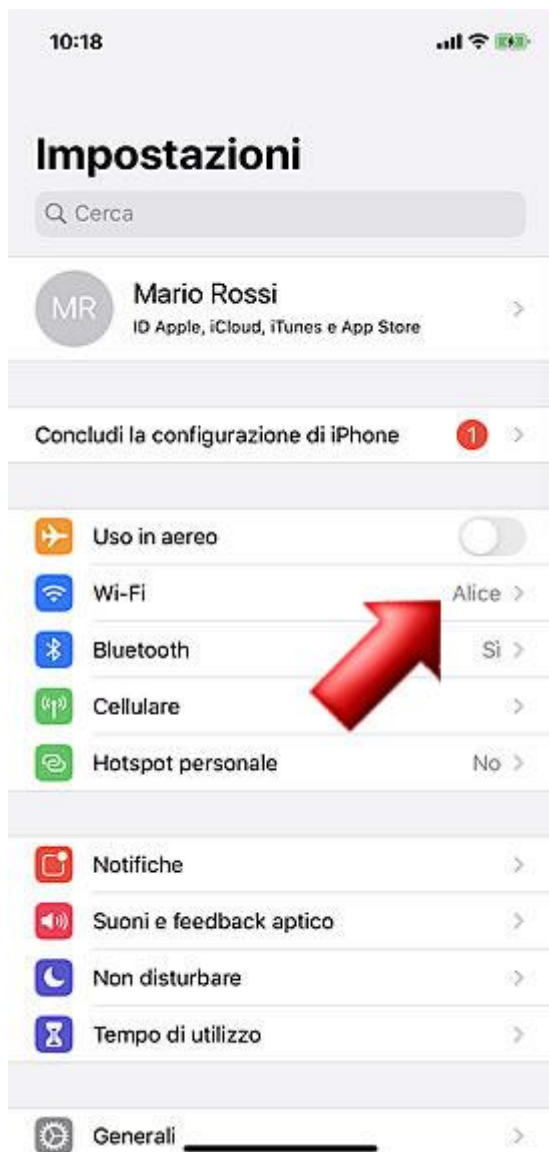 10:18
Impostazioni
Cerca
MR
Mario Rossi
ID Apple, iCloud, iTunes e App Store
Concludi la configurazione di iPhone 1
Uso in aereo
Wi-Fi Alice
Bluetooth Sì
Cellulare
Hotspot personale No
Notifiche
Suoni e feedback aptico
Non disturbare
Tempo di utilizzo
Generali